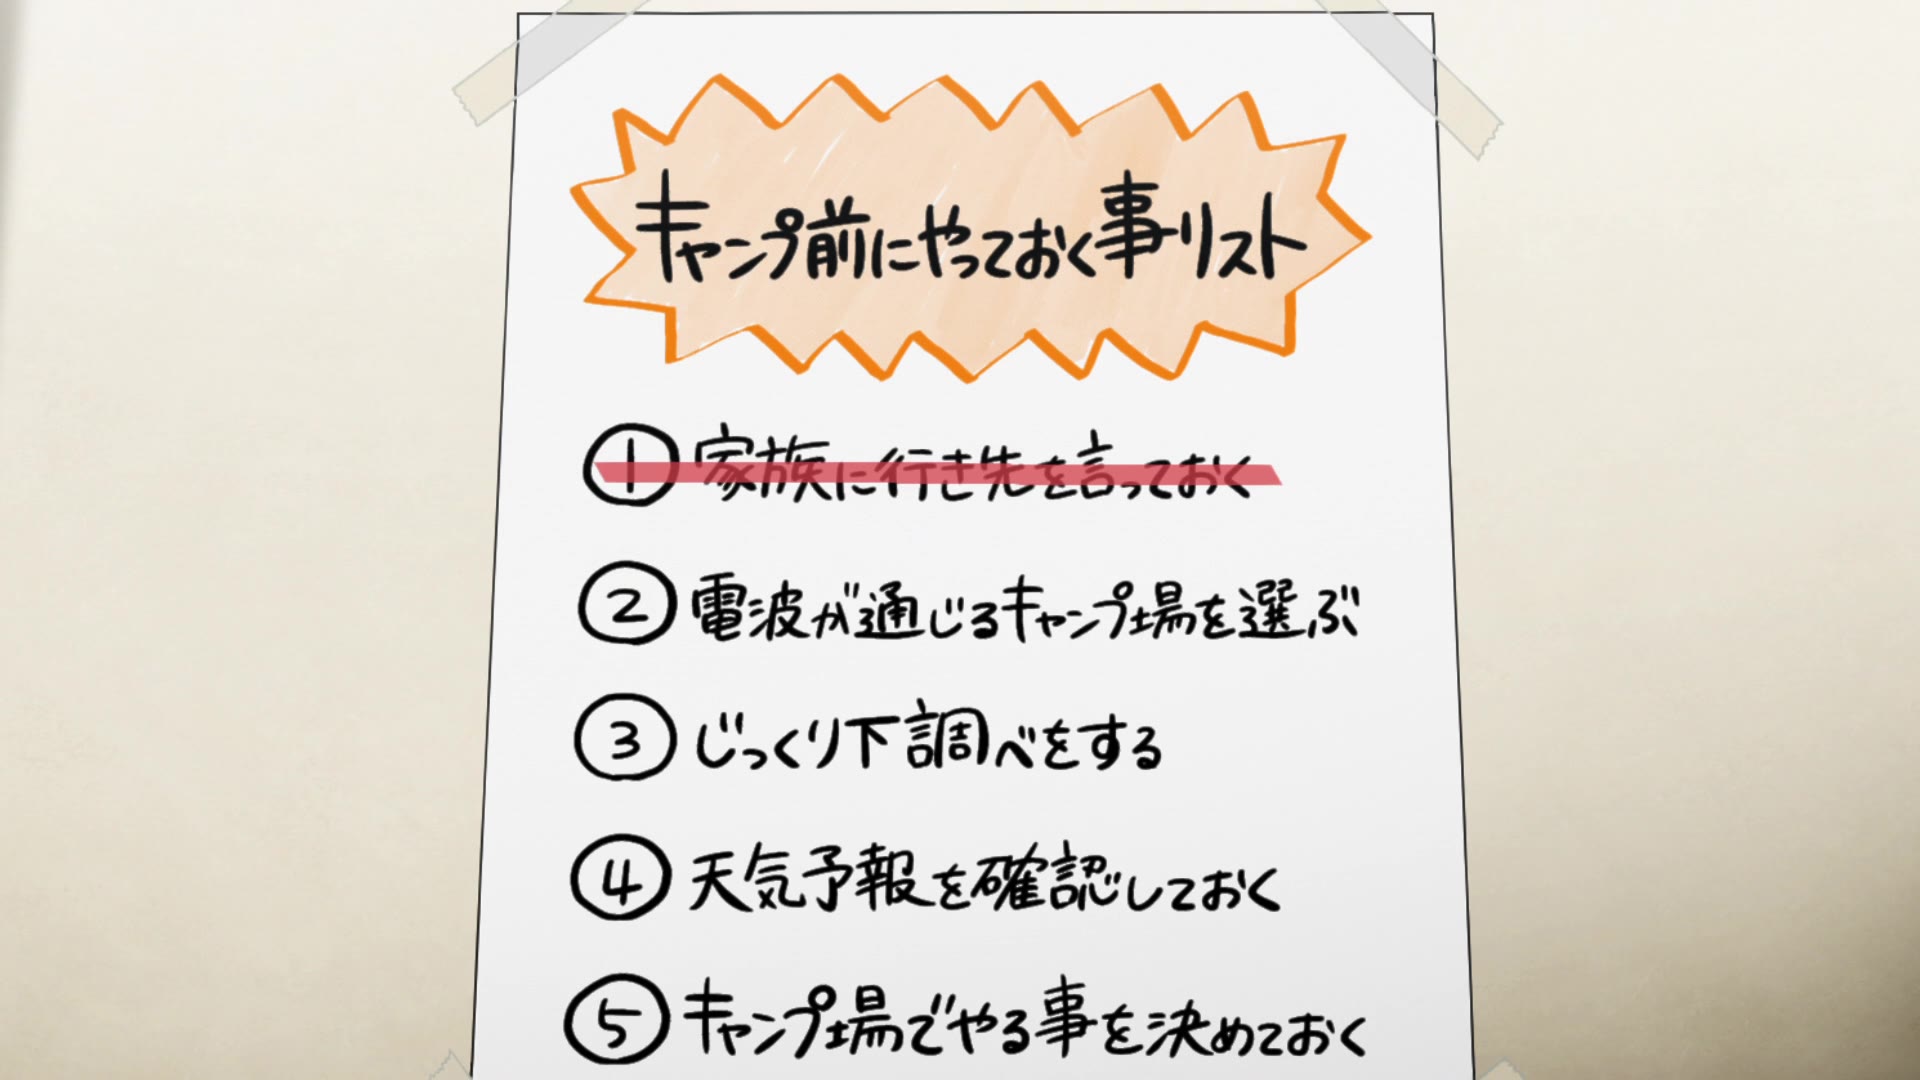 キャンプ前にやっておく事リスト
①家族に行き先を言っておく
②電波が通じるキャンプ場を選ぶ
③じっくり下調べをする
④天気予報を確認しておく
⑤キャンプ場でやる事を決めておく